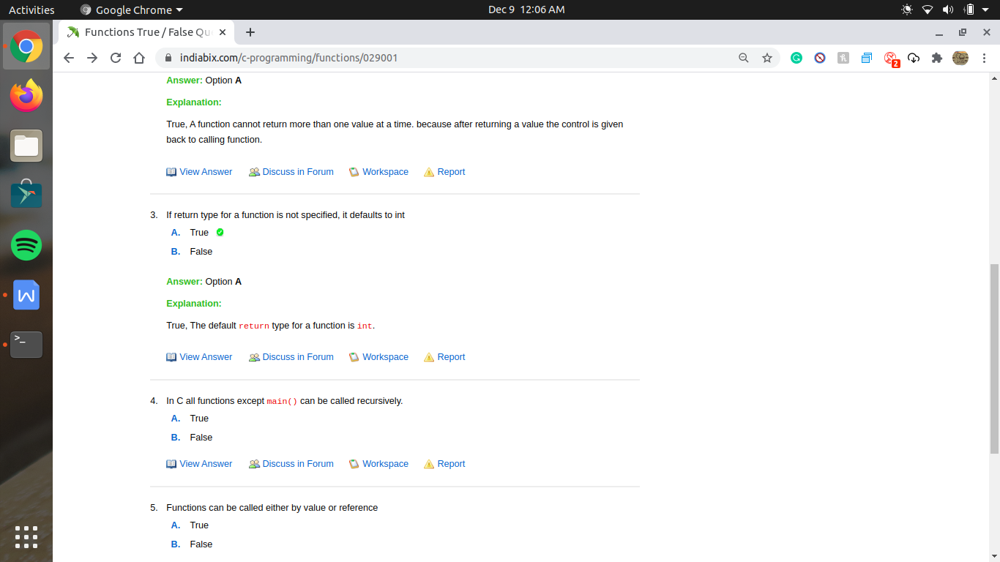 Activities
Google Chrome
Dec 9 12:06 AM
Functions True / False Qu
indiabix.com/c-programming/functions/029001
2
Answer: Option A
Explanation:
True, A function cannot return more than one value at a time. because after returning a value the control is given
back to calling function.
View Answer Discuss in Forum Workspace Report
3. If return type for a function is not specified, it defaults to int
A. True
B. False
Answer: Option A
Explanation:
True, The default return type for a function is int.
View Answer Discuss in Forum Workspace Report
4. In C all functions except main() can be called recursively.
A. True
B. False
View Answer Discuss in Forum Workspace Report
5. Functions can be called either by value or reference
A. True
B. False